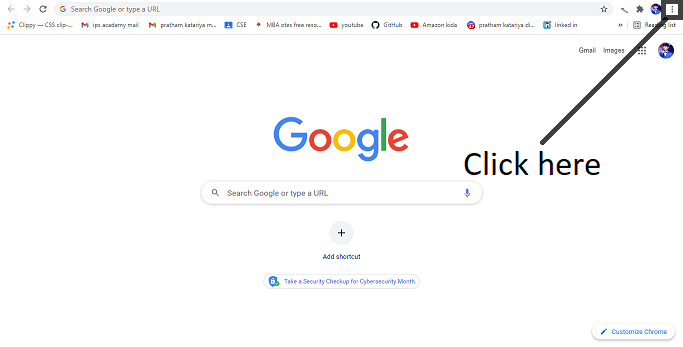 Search Google or type a URL
Clippy — CSS clip-... ips academy mail pratham katariya m... CSE MBA otes free reso... youtube GitHub Amazon kida pratham katariya di... linked in » Reading list
Gmail Images
Google
Click here
Search Google or type a URL
Add shortcut
Take a Security Checkup for Cybersecurity Month
Customize Chrome